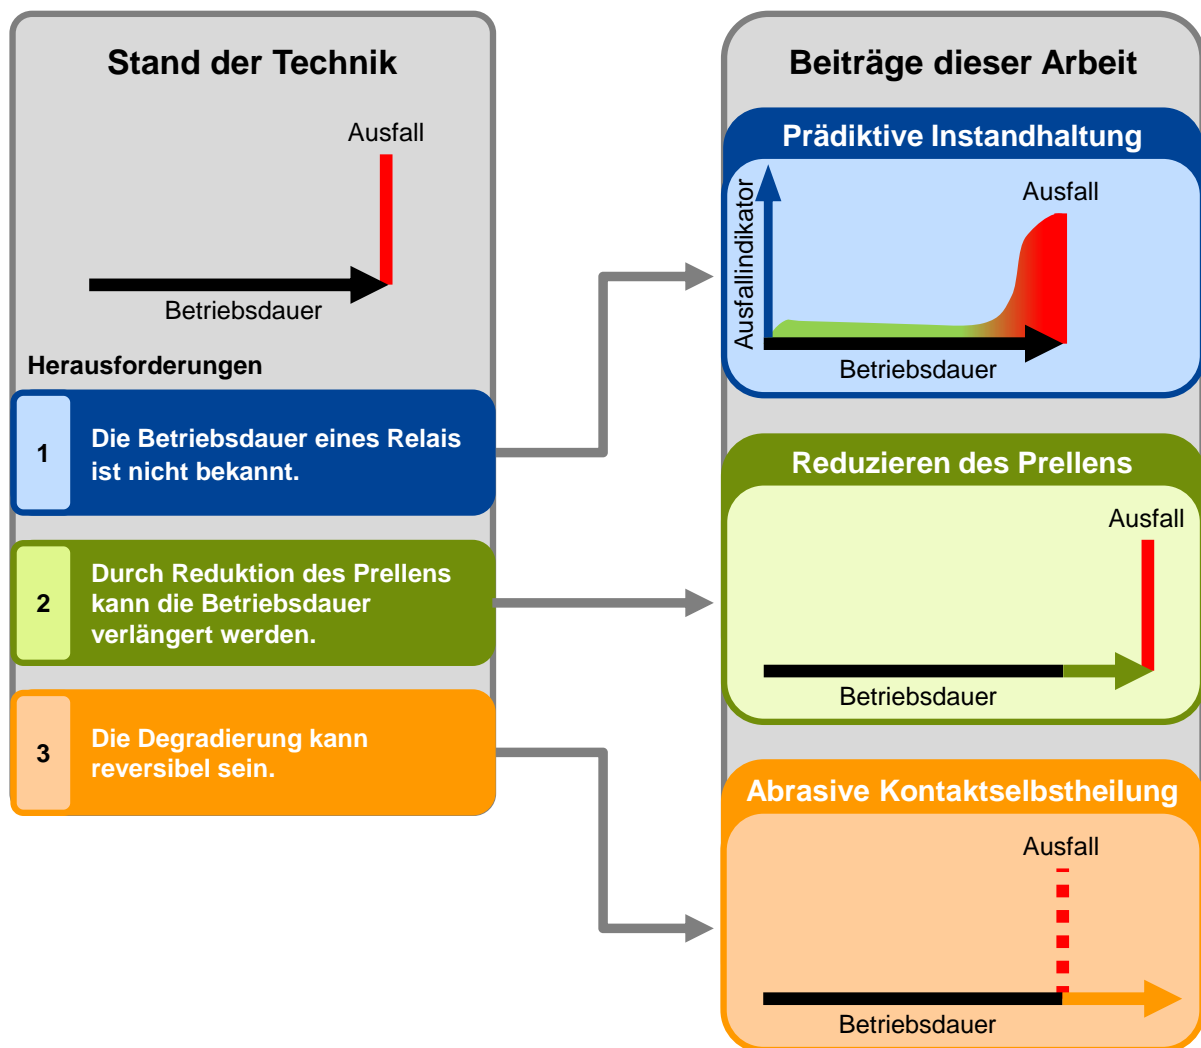 Stand der Technik
Ausfall
Betriebsdauer
Herausforderungen
1
Die Betriebsdauer eines Relais
ist nicht bekannt.
2
Durch Reduktion des Prellens
kann die Betriebsdauer
verlängert werden.
3
Die Degradierung kann
reversibel sein.
Beiträge dieser Arbeit
Prädiktive Instandhaltung
Ausfallindikator
Ausfall
Betriebsdauer
Reduzieren des Prellens
Ausfall
Betriebsdauer
Abrasive Kontaktselbstheilung
Ausfall
Betriebsdauer